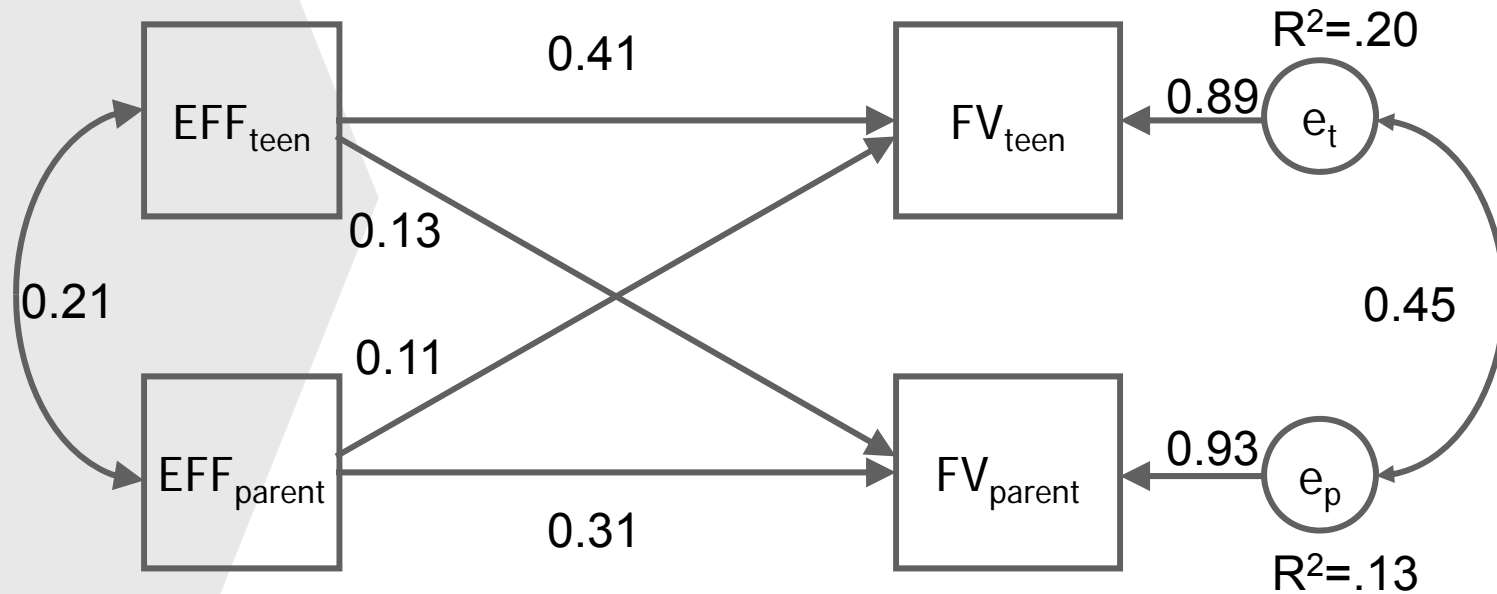 R²=.20
0.41
0.89
EFFteen
FVteen
et
0.13
0.21
0.45
0.11
0.93
EFFparent
FVparent
ep
0.31
R²=.13